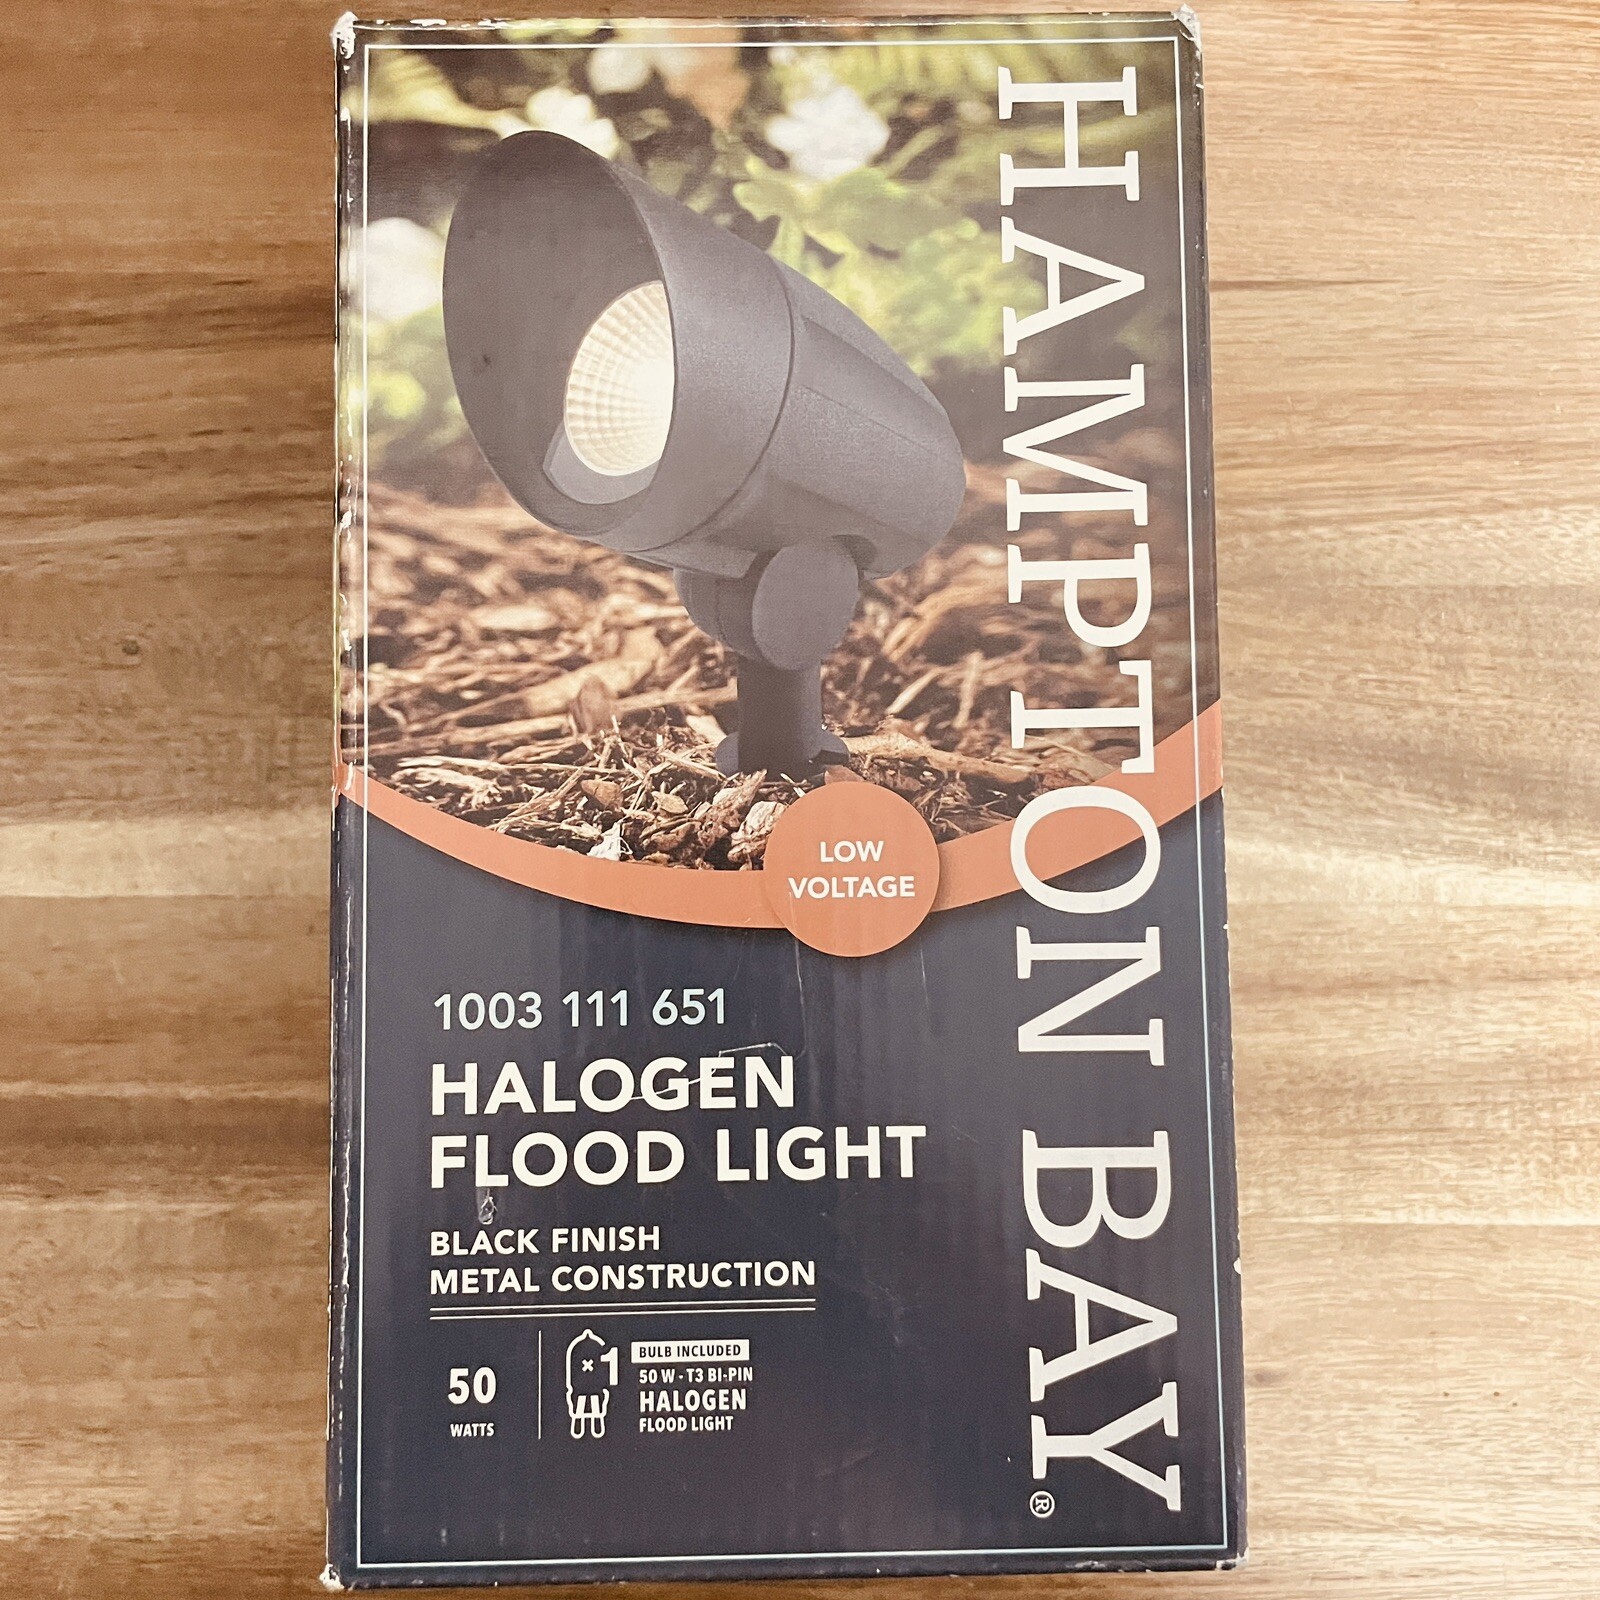 HAMPTON BAY®
LOW
VOLTAGE
1003 111 651
HALOGEN
FLOOD LIGHT
BLACK FINISH
METAL CONSTRUCTION
50
WATTS
×1
BULB INCLUDED
50 W - T3 BI-PIN
HALOGEN
FLOOD LIGHT